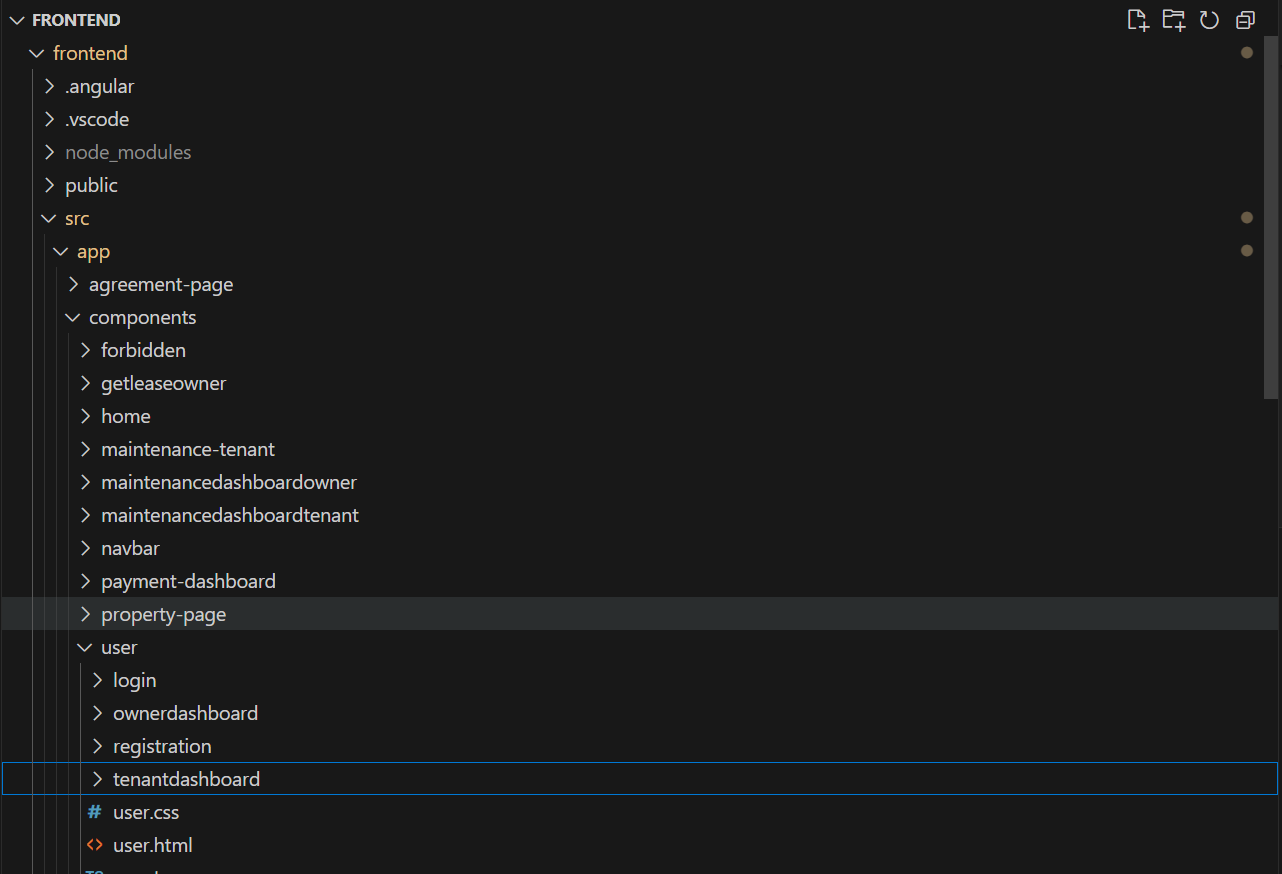 FRONTEND
frontend
.angular
.vscode
node_modules
public
src
app
agreement-page
components
forbidden
getleaseowner
home
maintenance-tenant
maintenancedashboardowner
maintenancedashboardtenant
navbar
payment-dashboard
property-page
user
login
ownerdashboard
registration
tenantdashboard
# user.css
<> user.html